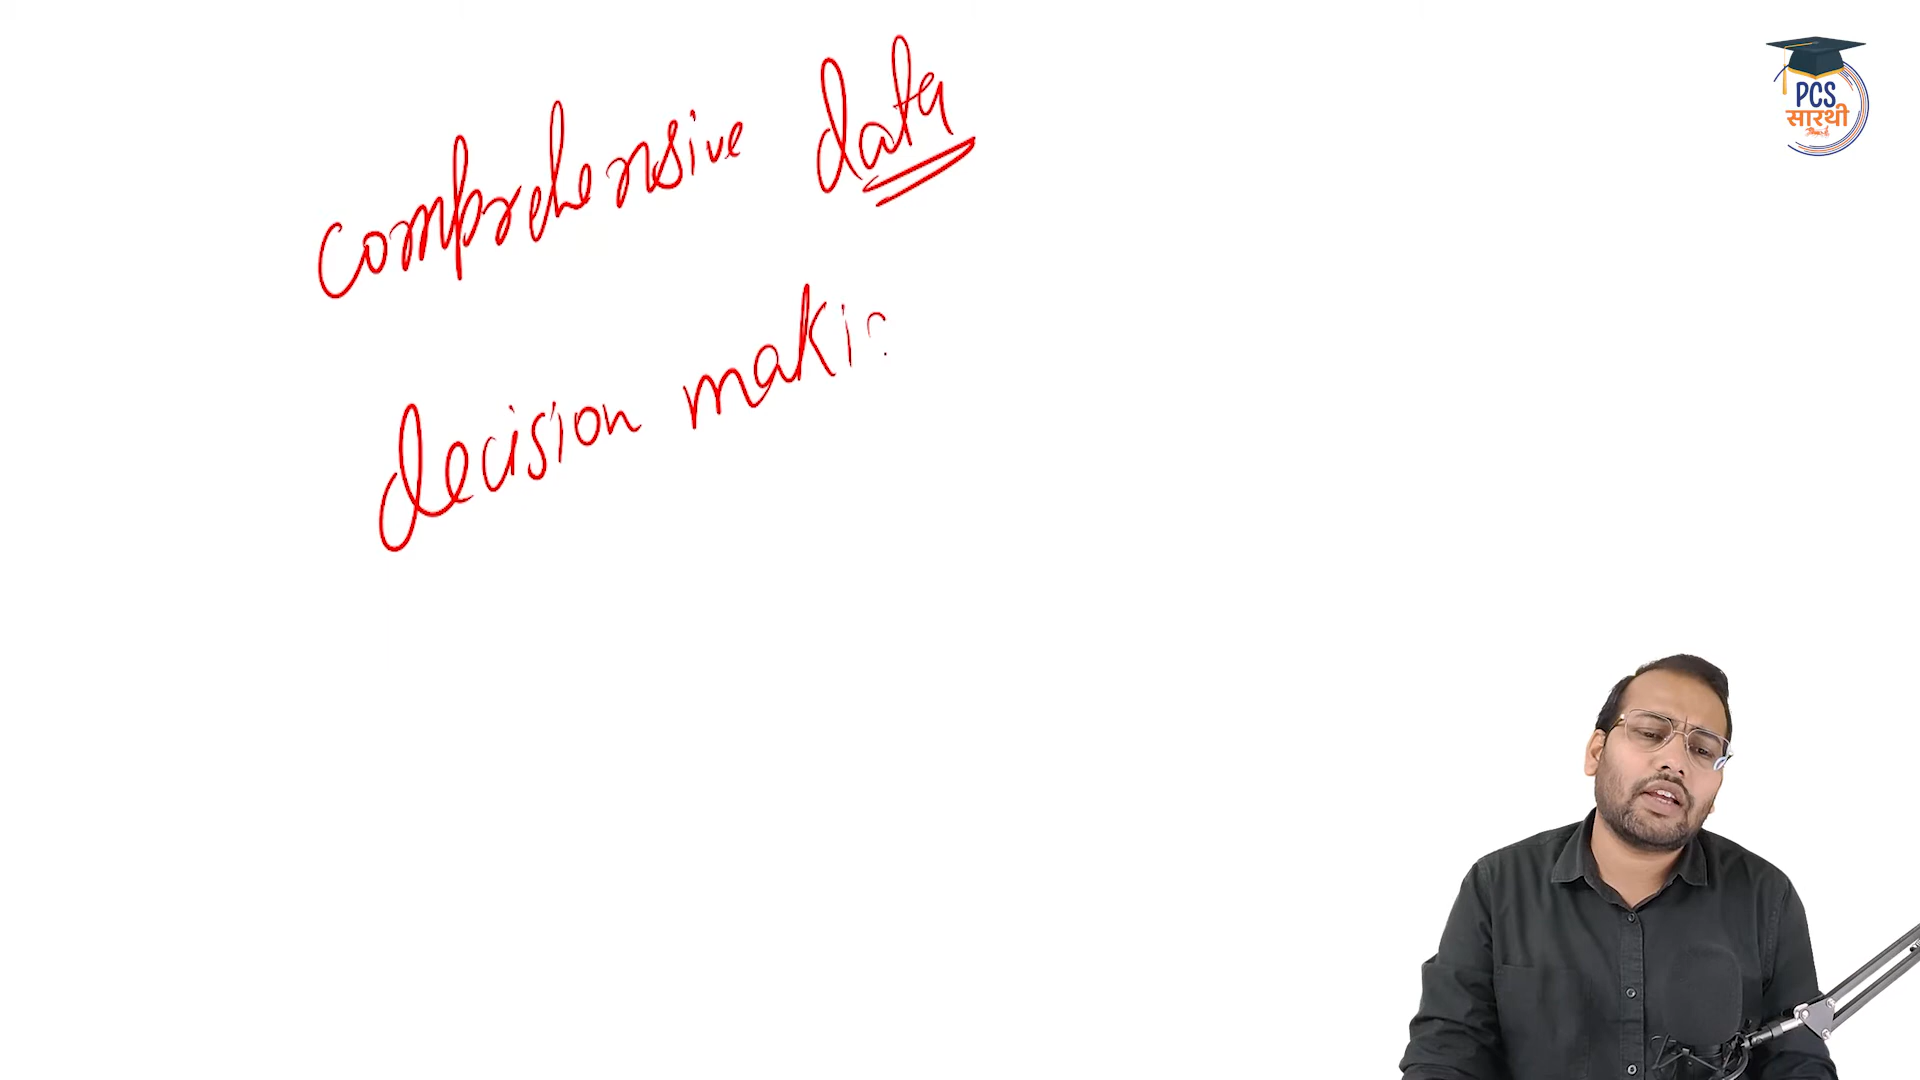 comprehensive data
decision maki
PCS
सारथी